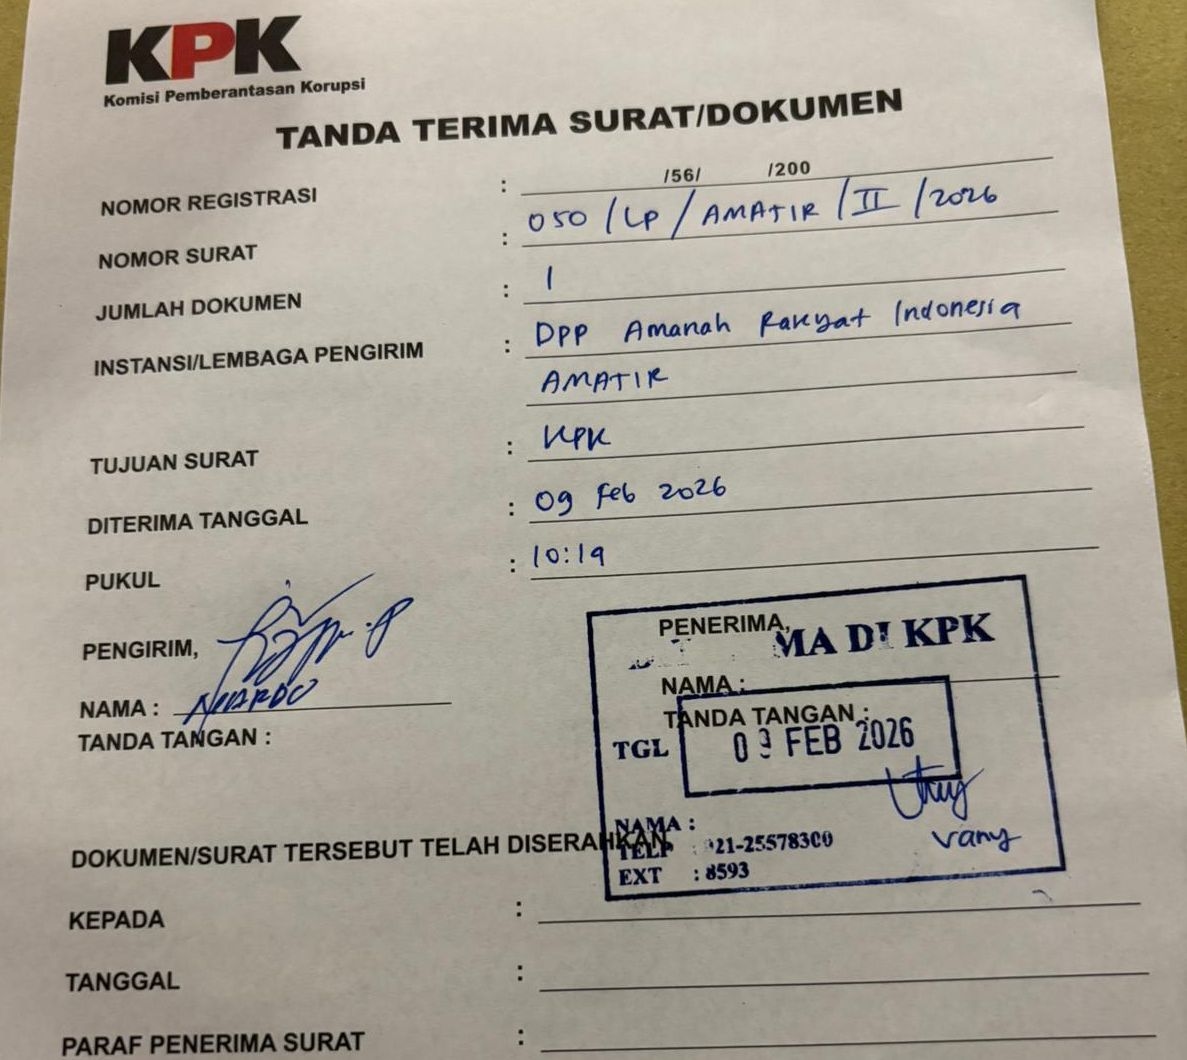 KPK
Komisi Pemberantasan Korupsi
TANDA TERIMA SURAT/DOKUMEN
NOMOR REGISTRASI : /56/ /200
NOMOR SURAT : 050/LP/AMATIR/II/2026
JUMLAH DOKUMEN : 1
INSTANSI/LEMBAGA PENGIRIM : DPP Amanah Rakyat Indonesia
AMATIR
TUJUAN SURAT : KPK
DITERIMA TANGGAL : 09 Feb 2026
PUKUL : 10:19
PENGIRIM,
NAMA :
TANDA TANGAN :
PENERIMA,
MA DI KPK
NAMA :
TANDA TANGAN :
TGL 09 FEB 2026
NAMA :
vany
TELP : 021-25578300
EXT : 8593
DOKUMEN/SURAT TERSEBUT TELAH DISERAHKAN
KEPADA :
TANGGAL :
PARAF PENERIMA SURAT :